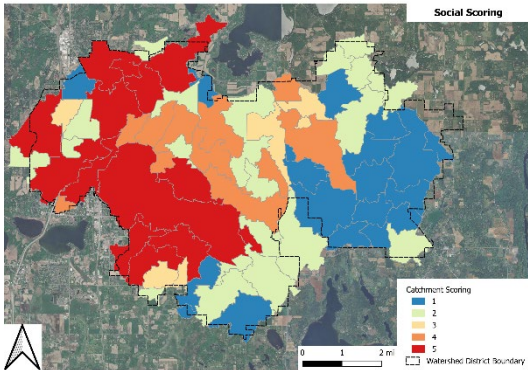 Social Scoring
Catchment Scoring
1
2
3
4
5
Watershed District Boundary
0 1 2 mi